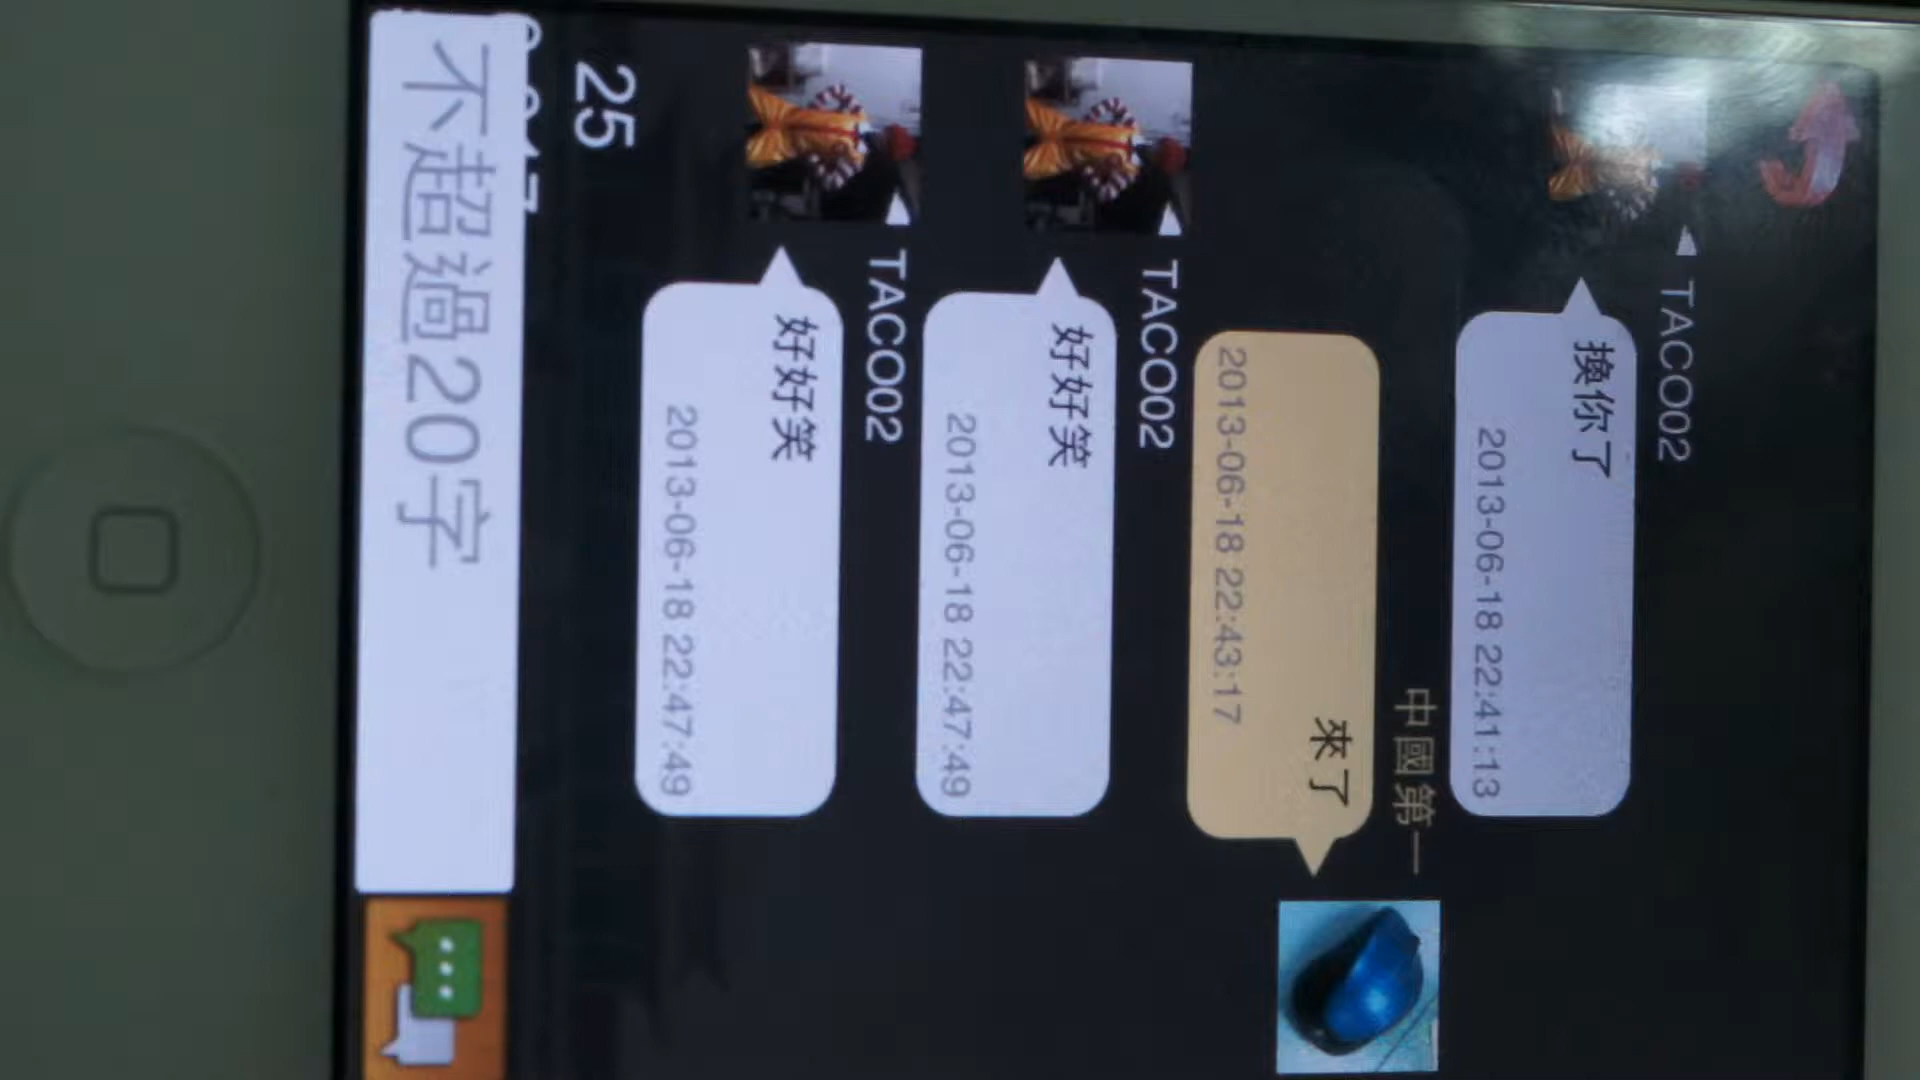 TACO02
換你了
2013-06-18 22:41:13
中國第一
來了
2013-06-18 22:43:17
TACO02
好好笑
2013-06-18 22:47:49
TACO02
好好笑
2013-06-18 22:47:49
25
不超過20字